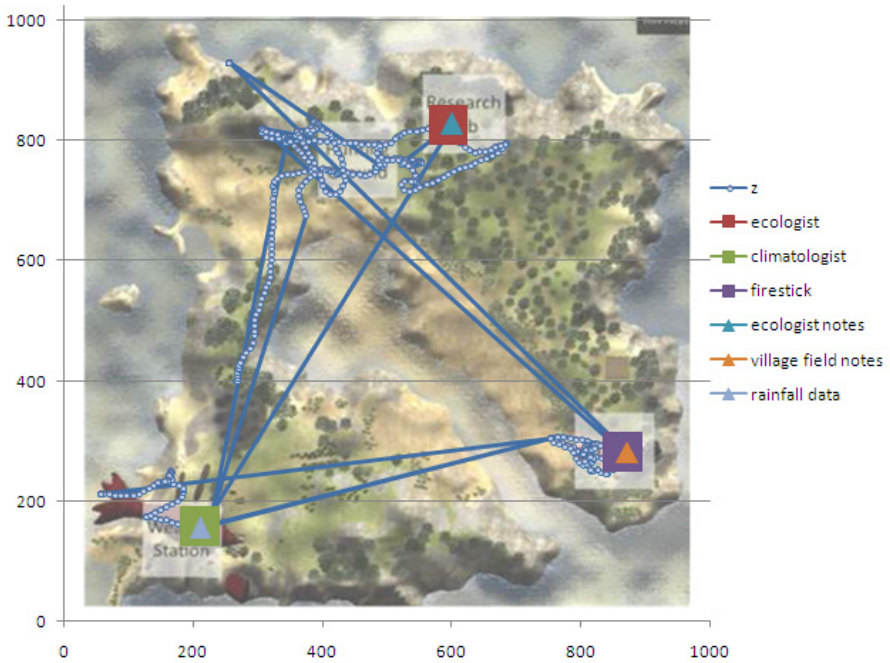 1000
800
600
400
200
0
0 200 400 600 800 1000
Research
Station
z
ecologist
climatologist
firestick
ecologist notes
village field notes
rainfall data